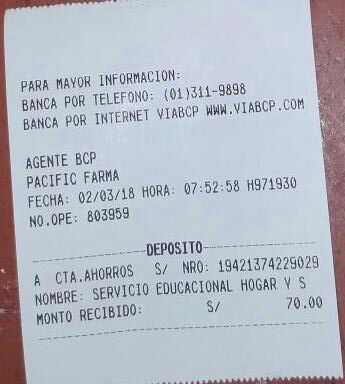 PARA MAYOR INFORMACION:
BANCA POR TELEFONO: (01)311-9898
BANCA POR INTERNET VIABCP WWW.VIABCP.COM
AGENTE BCP
PACIFIC FARMA
FECHA: 02/03/18 HORA: 07:52:58 H971930
NO.OPE: 803959
DEPOSITO
A CTA.AHORROS S/ NRO: 19421374229029
NOMBRE: SERVICIO EDUCACIONAL HOGAR Y S
MONTO RECIBIDO: S/ 70.00